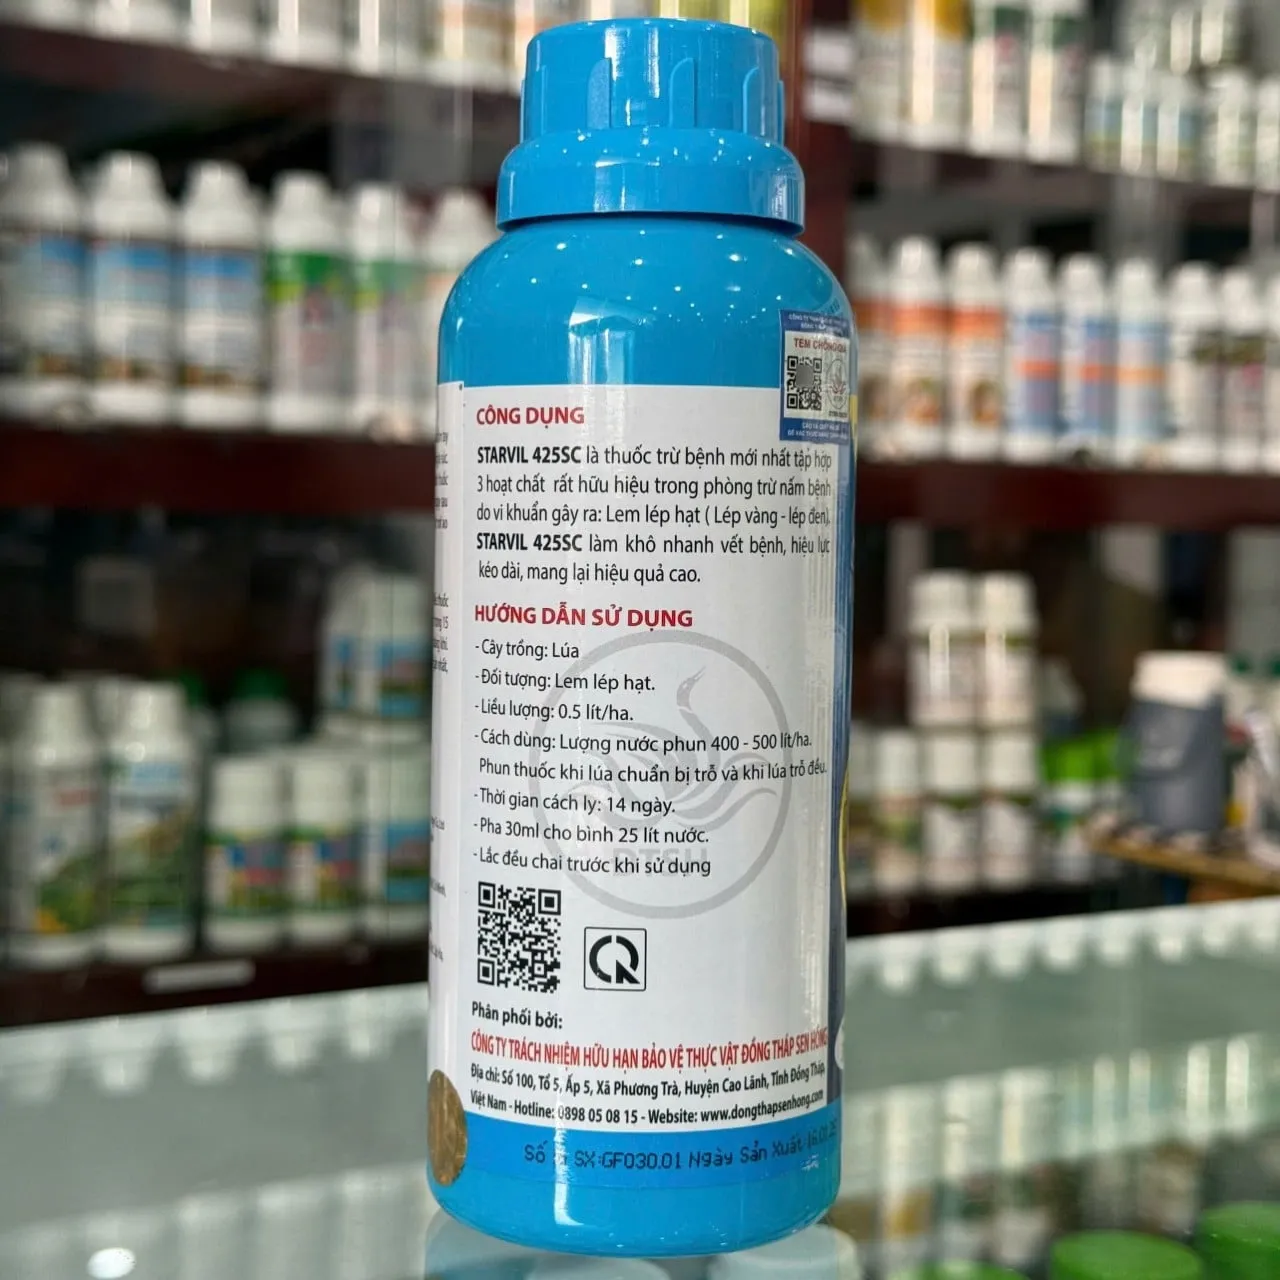 CÔNG DỤNG
STARVIL 425SC là thuốc trừ bệnh mới nhất tập hợp
3 hoạt chất rất hữu hiệu trong phòng trừ nấm bệnh
do vi khuẩn gây ra: Lem lép hạt ( Lép vàng - lép đen).
STARVIL 425SC làm khô nhanh vết bệnh, hiệu lực
kéo dài, mang lại hiệu quả cao.
HƯỚNG DẪN SỬ DỤNG
- Cây trồng: Lúa
- Đối tượng: Lem lép hạt.
- Liều lượng: 0.5 lít/ha.
- Cách dùng: Lượng nước phun 400 - 500 lít/ha.
Phun thuốc khi lúa chuẩn bị trỗ và khi lúa trỗ đều.
- Thời gian cách ly: 14 ngày.
- Pha 30ml cho bình 25 lít nước.
- Lắc đều chai trước khi sử dụng
DTSH
TEM CHỐNG GIẢ
Phân phối bởi:
CÔNG TY TRÁCH NHIỆM HỮU HẠN BẢO VỆ THỰC VẬT ĐỒNG THÁP SEN HỒNG
Địa chỉ: Số 100, Tổ 5, Ấp 5, Xã Phương Trà, Huyện Cao Lãnh, Tỉnh Đồng Tháp,
Việt Nam - Hotline: 0898 05 08 15 - Website: www.dongthapsenhong.com
Số SX:GF030.01 Ngày Sản Xuất